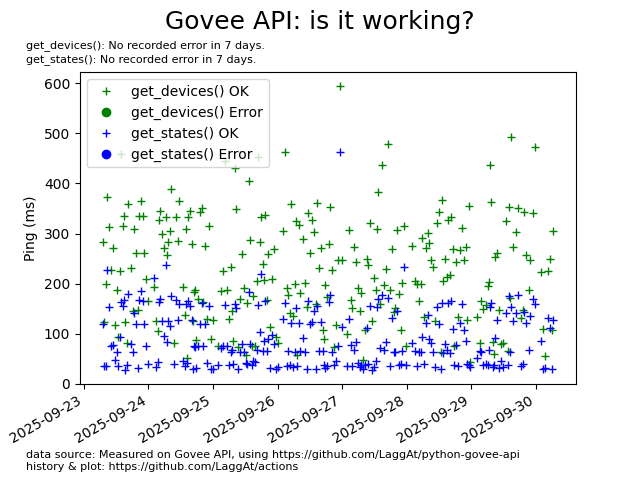 Govee API: is it working?
get_devices(): No recorded error in 7 days.
get_states(): No recorded error in 7 days.
get_devices() OK
get_devices() Error
get_states() OK
get_states() Error
Ping (ms)
600
500
400
300
200
100
0
2025-09-23
2025-09-24
2025-09-25
2025-09-26
2025-09-27
2025-09-28
2025-09-29
2025-09-30
data source: Measured on Govee API, using https://github.com/LaggAt/python-govee-api
history & plot: https://github.com/LaggAt/actions